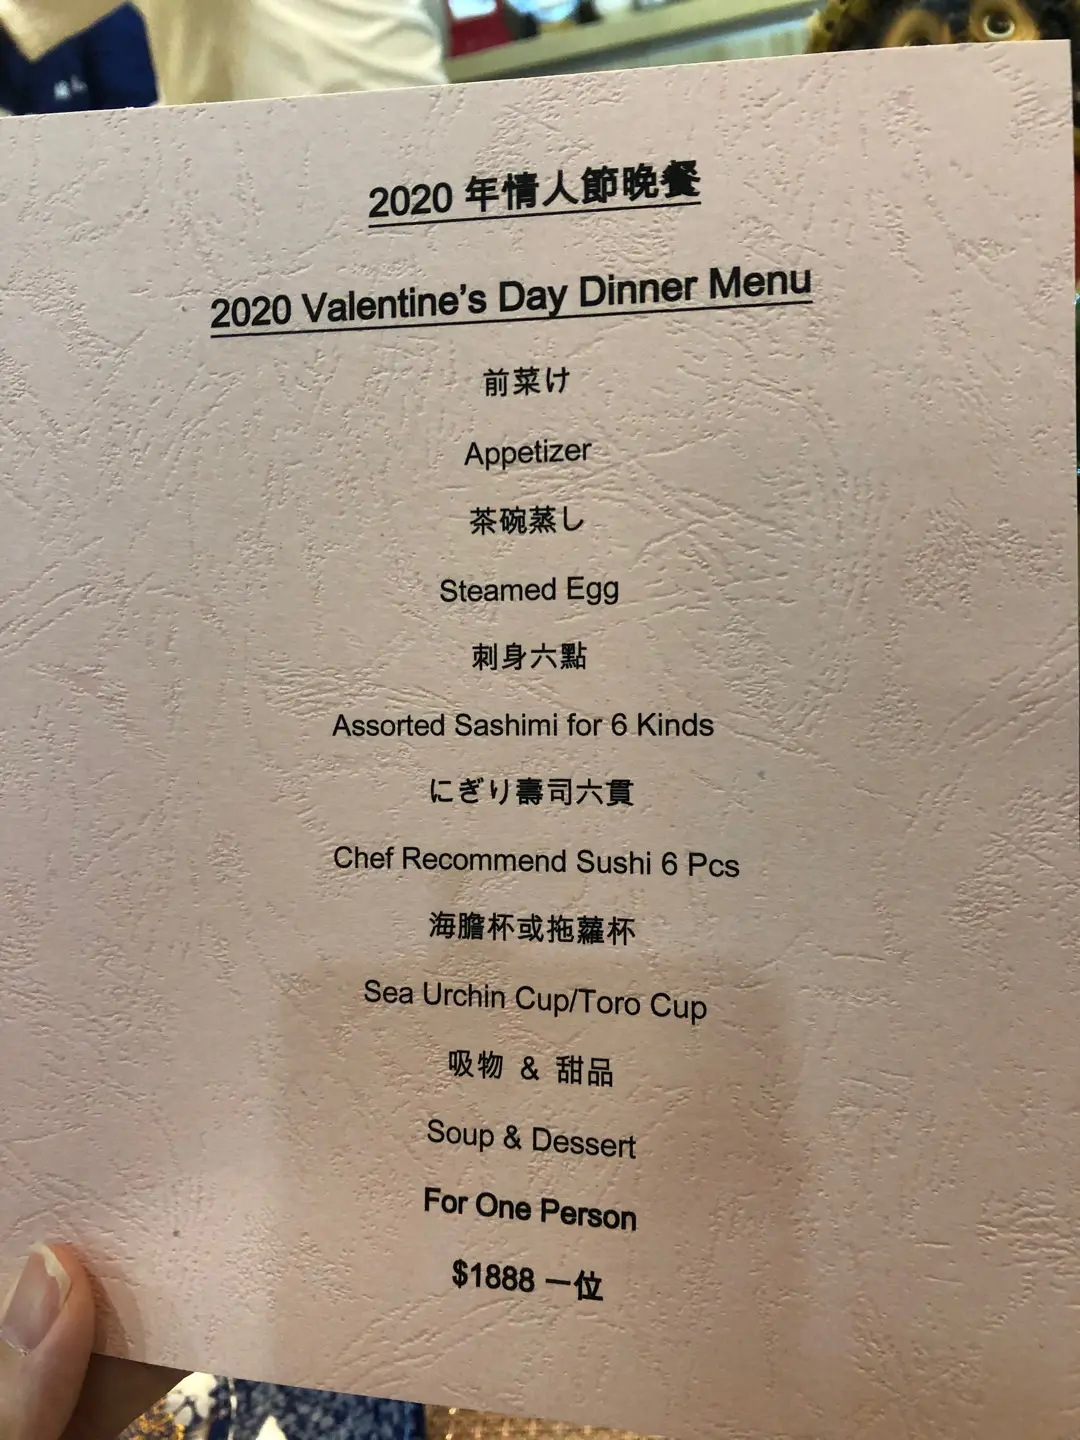 2020 年情人節晚餐
2020 Valentine's Day Dinner Menu
前菜け
Appetizer
茶碗蒸し
Steamed Egg
刺身六點
Assorted Sashimi for 6 Kinds
にぎり壽司六貫
Chef Recommend Sushi 6 Pcs
海膽杯或拖蘿杯
Sea Urchin Cup/Toro Cup
吸物 & 甜品
Soup & Dessert
For One Person
$1888 一位